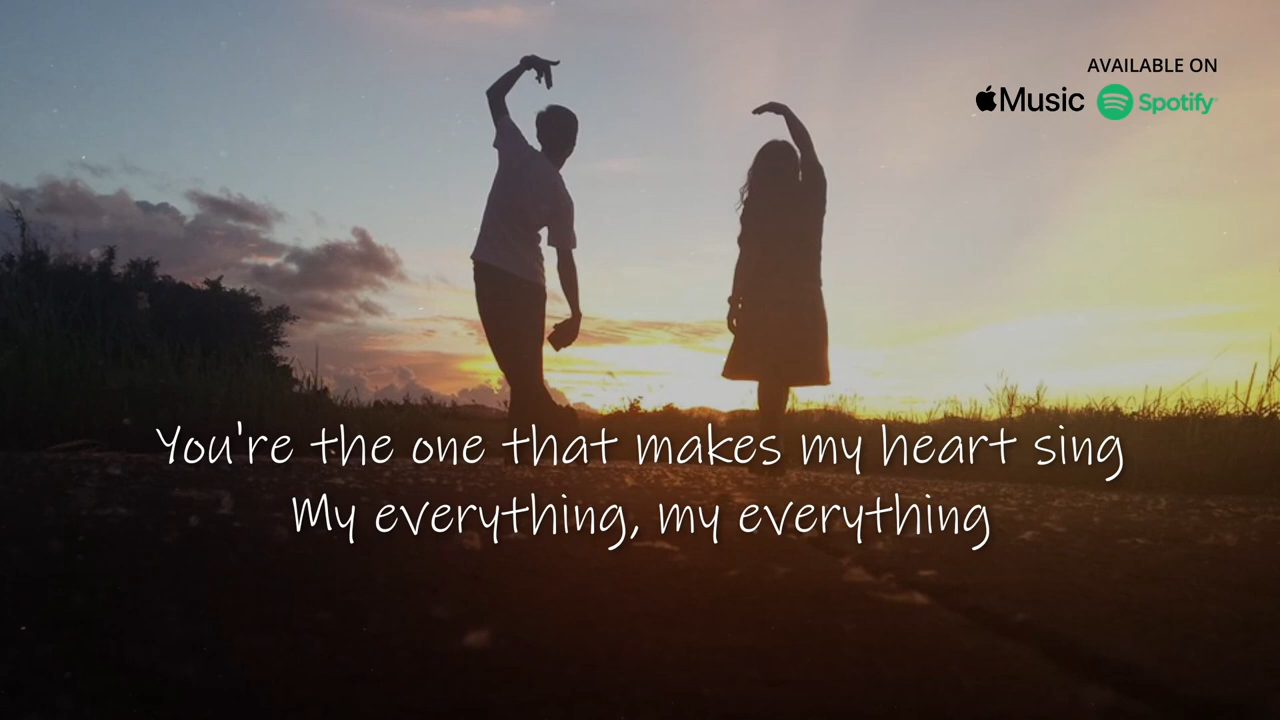 AVAILABLE ON
Music Spotify
You're the one that makes my heart sing
My everything, my everything